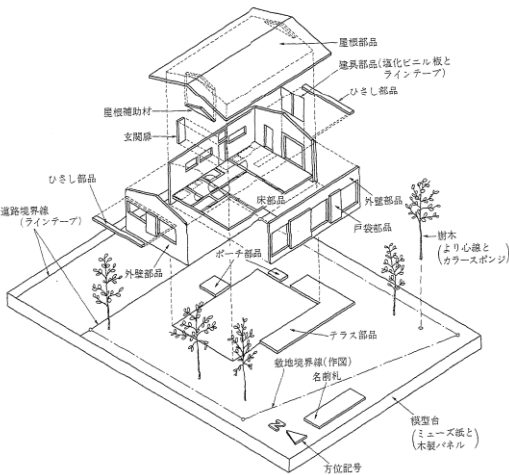 屋根部品
建具部品(塩化ビニル板と
ラインテープ)
ひさし部品
屋根補助材
玄関扉
ひさし部品
道路境界線
(ラインテープ)
床部品
外壁部品
戸袋部品
樹木
(より心線と
カラースポンジ)
外壁部品
ポーチ部品
テラス部品
敷地境界線(作図)
名前札
N
模型台
(ミューズ紙と
木製パネル)
方位記号